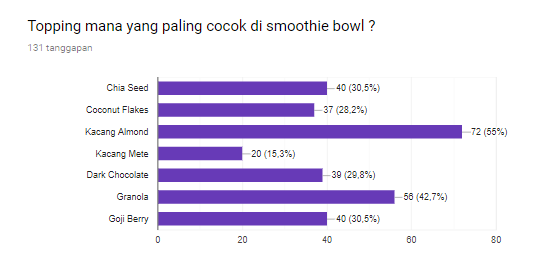 Topping mana yang paling cocok di smoothie bowl ?
131 tanggapan
Chia Seed 40 (30,5%)
Coconut Flakes 37 (28,2%)
Kacang Almond 72 (55%)
Kacang Mete 20 (15,3%)
Dark Chocolate 39 (29,8%)
Granola 56 (42,7%)
Goji Berry 40 (30,5%)
0 20 40 60 80